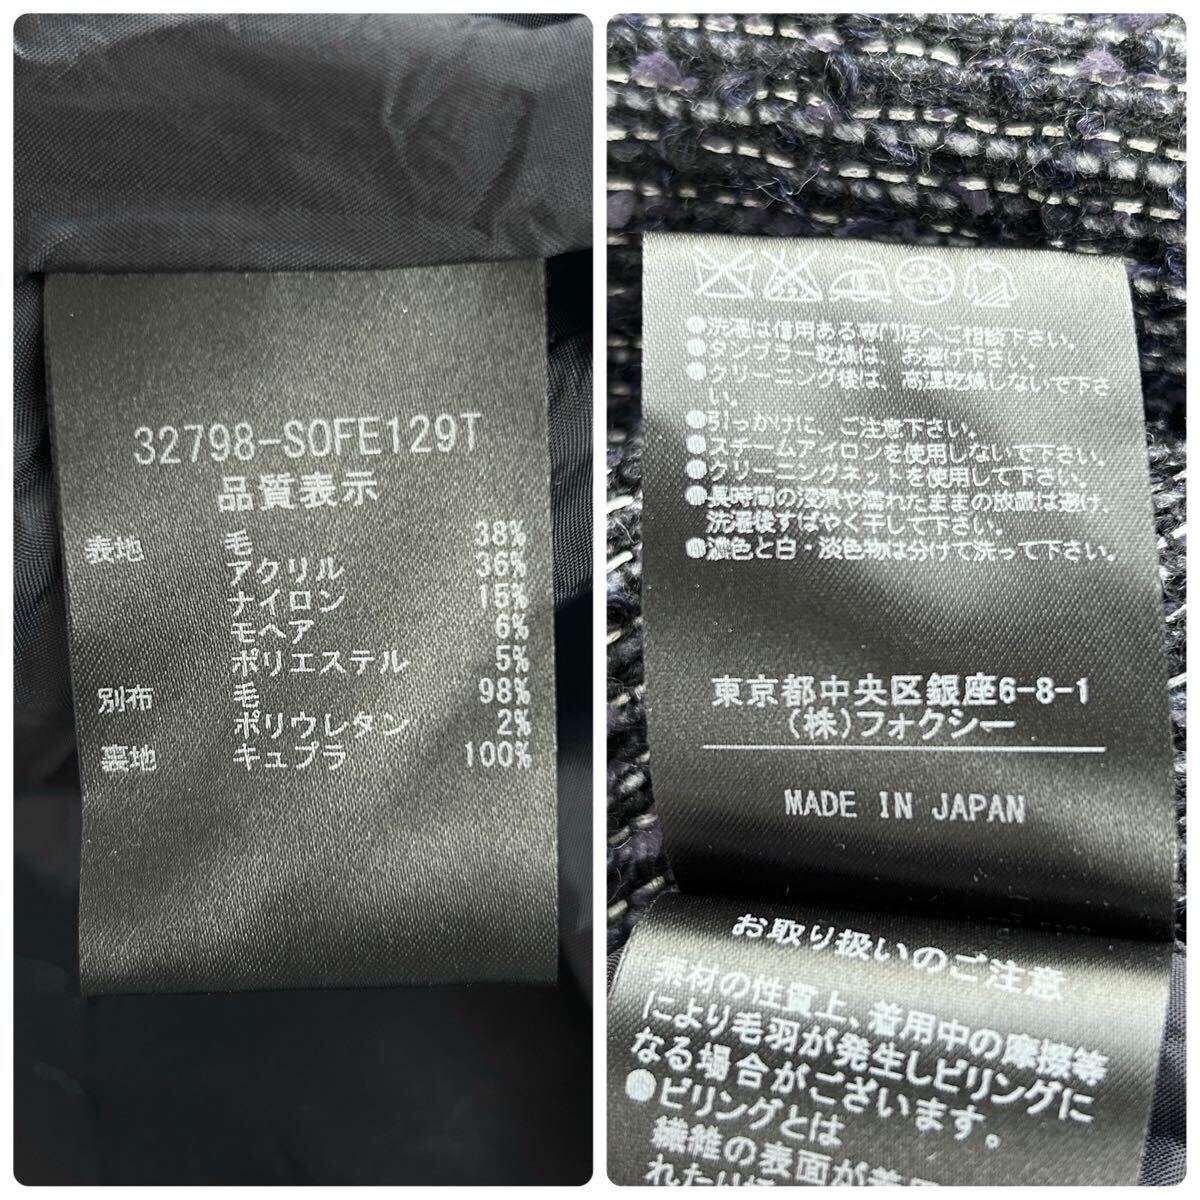 32798-SOFE129T
品質表示
表地 毛 38%
アクリル 36%
ナイロン 15%
モヘア 6%
ポリエステル 5%
別布 毛 98%
ポリウレタン 2%
裏地 キュプラ 100%
●洗濯は信用ある専門店へご相談下さい。
●タンブラー乾燥は、お避け下さい。
●クリーニング後は、高温乾燥しないで下さ
い。
●引っかけに、ご注意下さい。
●スチームアイロンを使用しないで下さい。
●クリーニングネットを使用して下さい。
●長時間の浸漬や濡れたままの放置は避け、
洗濯後すばやく干して下さい。
●濃色と白・淡色物は分けて洗って下さい。
東京都中央区銀座6-8-1
(株)フォクシー
MADE IN JAPAN
お取り扱いのご注意
素材の性質上、着用中の摩擦等
により毛羽が発生しピリングに
なる場合がございます。
●ピリングとは
繊維の表面が着
れたり